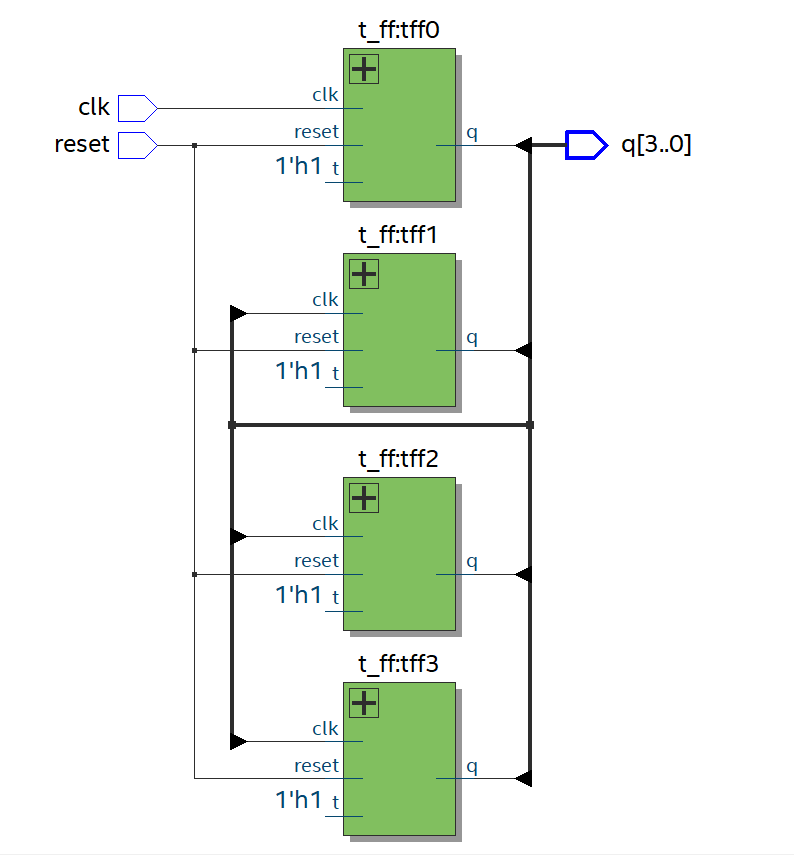 t_ff:tff0
clk
clk
reset
reset
q
q[3..0]
1'h1 t
t_ff:tff1
clk
reset
q
1'h1 t
t_ff:tff2
clk
reset
q
1'h1 t
t_ff:tff3
clk
reset
q
1'h1 t